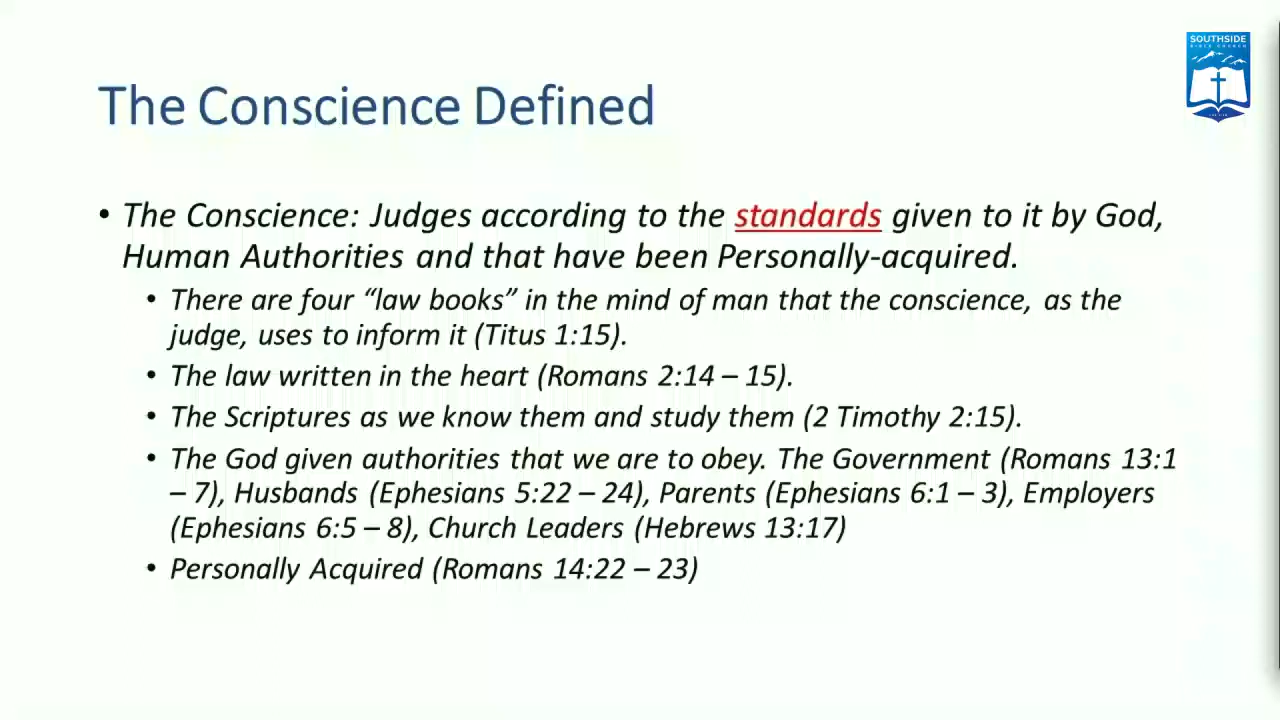 SOUTHSIDE
BIBLE CHURCH
The Conscience Defined
• The Conscience: Judges according to the standards given to it by God,
Human Authorities and that have been Personally-acquired.
• There are four “law books” in the mind of man that the conscience, as the
judge, uses to inform it (Titus 1:15).
• The law written in the heart (Romans 2:14 – 15).
• The Scriptures as we know them and study them (2 Timothy 2:15).
• The God given authorities that we are to obey. The Government (Romans 13:1
– 7), Husbands (Ephesians 5:22 – 24), Parents (Ephesians 6:1 – 3), Employers
(Ephesians 6:5 – 8), Church Leaders (Hebrews 13:17)
• Personally Acquired (Romans 14:22 – 23)